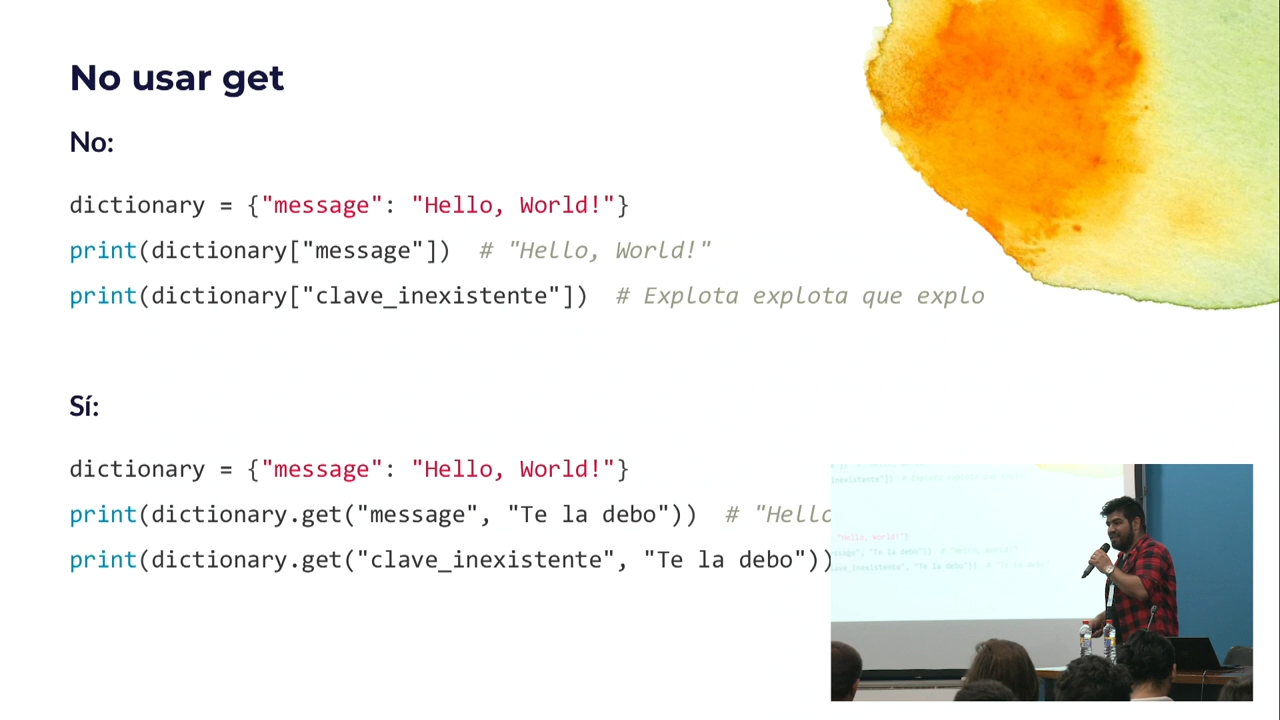 No usar get
No:
dictionary = {"message": "Hello, World!"}
print(dictionary["message"])  # "Hello, World!"
print(dictionary["clave_inexistente"])  # Explota explota que explo
Sí:
dictionary = {"message": "Hello, World!"}
print(dictionary.get("message", "Te la debo"))  # "Hello
print(dictionary.get("clave_inexistente", "Te la debo"))